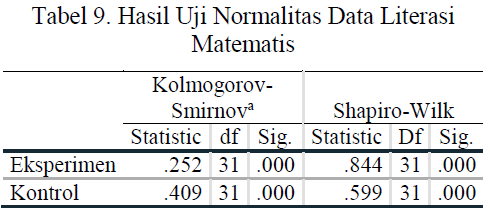 Tabel 9. Hasil Uji Normalitas Data Literasi
Matematis
Kolmogorov-
Smirnovᵃ Shapiro-Wilk
Statistic df Sig. Statistic Df Sig.
Eksperimen .252 31 .000 .844 31 .000
Kontrol .409 31 .000 .599 31 .000